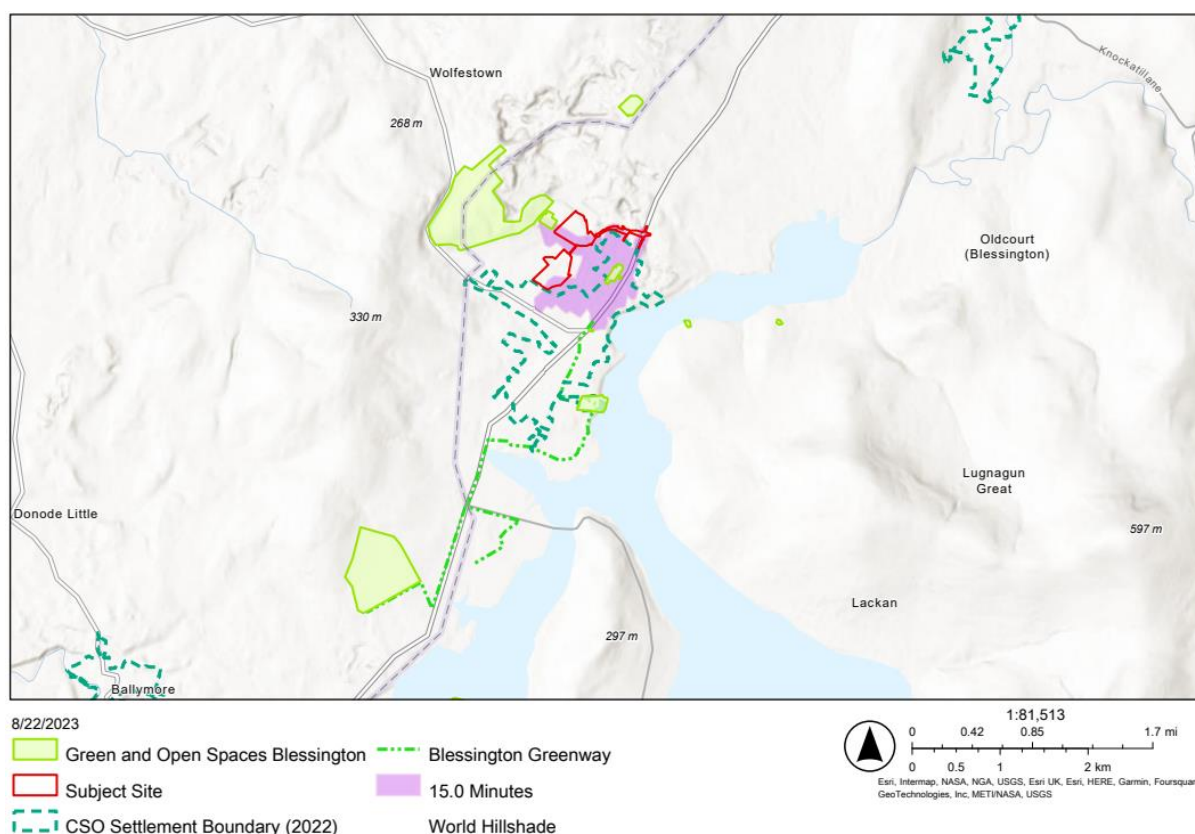 Wolfestown
Knockatillane
268 m
Oldcourt
(Blessington)
330 m
Lugnagun
Great
Donode Little
597 m
Lackan
297 m
Ballymore
8/22/2023
Green and Open Spaces Blessington
Blessington Greenway
Subject Site
15.0 Minutes
CSO Settlement Boundary (2022)
World Hillshade
1:81,513
0 0.42 0.85 1.7 mi
0 0.5 1 2 km
Esri, Intermap, NASA, NGA, USGS, Esri UK, Esri, HERE, Garmin, Foursquar
GeoTechnologies, Inc, METI/NASA, USGS